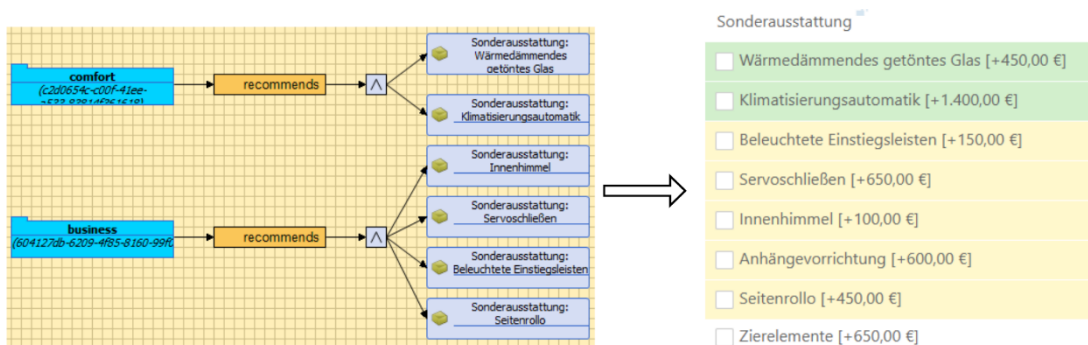 Sonderausstattung:
Wärmedämmendes
getöntes Glas
comfort
(c2d0654c-c00f-41ee-
recommends
Sonderausstattung:
Klimatisierungsautomatik
Sonderausstattung:
Innenhimmel
Sonderausstattung:
Servoschließen
business
(604127db-6209-4f85-8160-99f
recommends
Sonderausstattung:
Beleuchtete Einstiegsleisten
Sonderausstattung:
Seitenrollo
Sonderausstattung
Wärmedämmendes getöntes Glas [+450,00 €]
Klimatisierungsautomatik [+1.400,00 €]
Beleuchtete Einstiegsleisten [+150,00 €]
Servoschließen [+650,00 €]
Innenhimmel [+100,00 €]
Anhängevorrichtung [+600,00 €]
Seitenrollo [+450,00 €]
Zierelemente [+650,00 €]